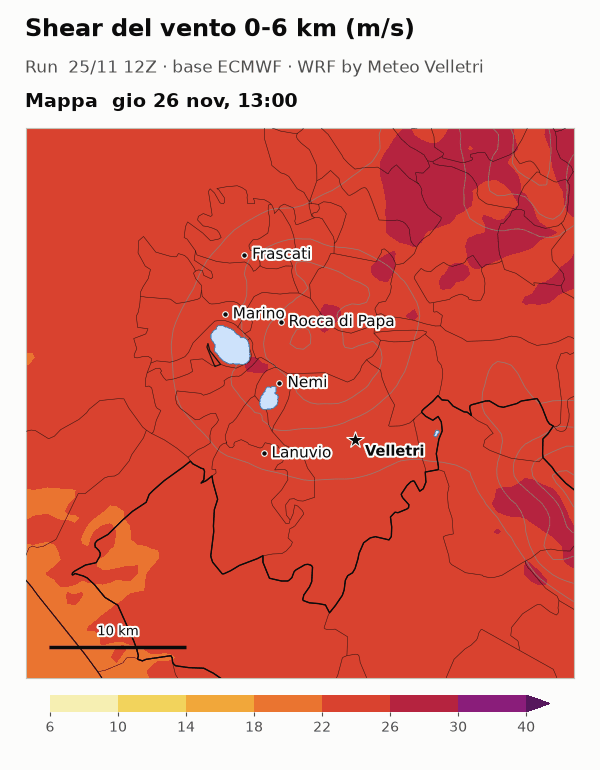 Shear del vento 0-6 km (m/s)
Run  25/11 12Z · base ECMWF · WRF by Meteo Velletri
Mappa  gio 26 nov, 13:00
Frascati
Marino
Rocca di Papa
Nemi
Velletri
Lanuvio
10 km
6 10 14 18 22 26 30 40